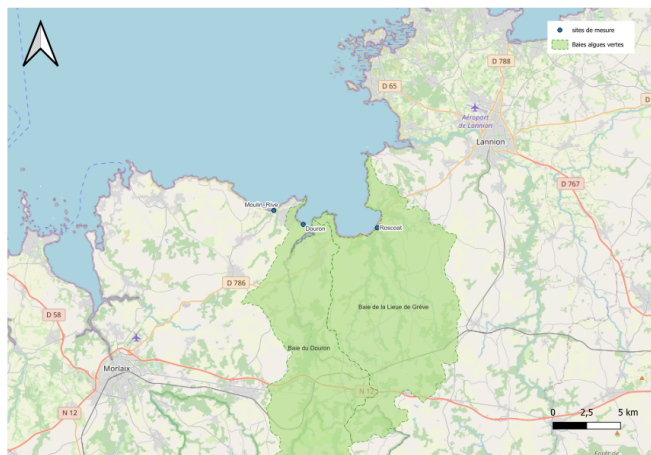 sites de mesure
Baies algues vertes
D 788
D 65
Aéroport
de Lannion
Lannion
D 767
Moulin-Rive
Douron
Roscoat
D 786
Baie de la Lieue de Grève
D 58
Baie du Douron
Morlaix
N 12
0 2,5 5 km